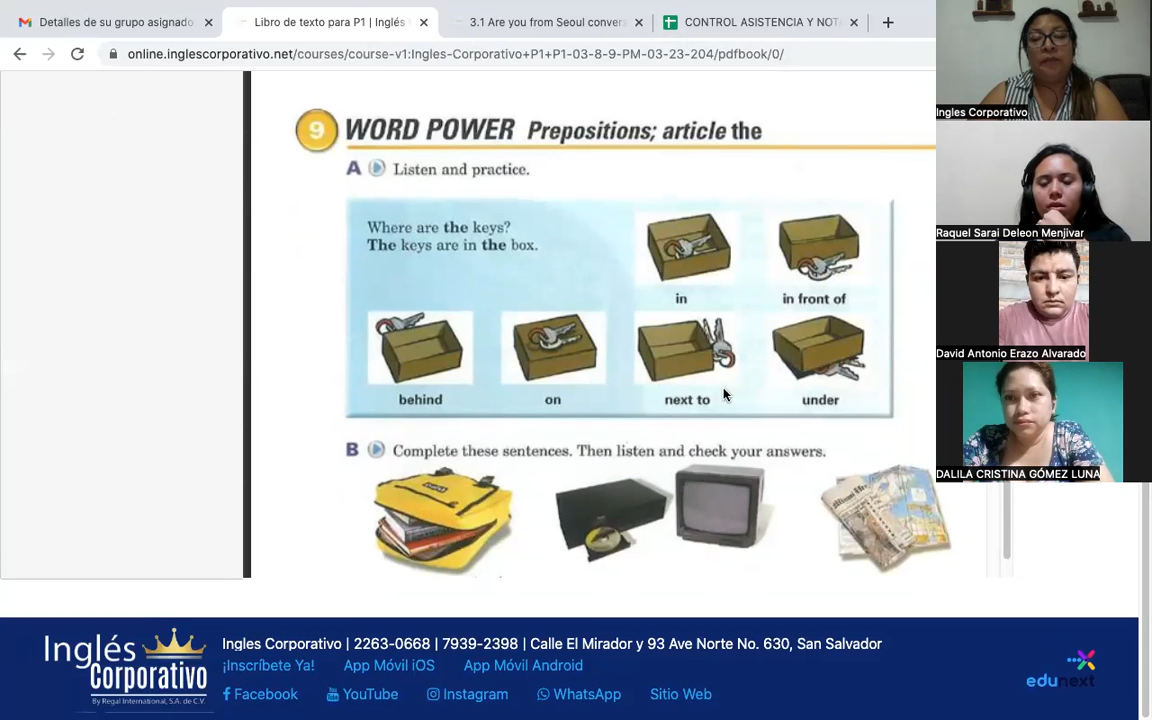 Detalles de su grupo asignado
Libro de texto para P1 | Inglés
3.1 Are you from Seoul conver
CONTROL ASISTENCIA Y NOT
online.inglescorporativo.net/courses/course-v1:Ingles-Corporativo+P1+P1-03-8-9-PM-03-23-204/pdfbook/0/
9 WORD POWER Prepositions; article the
A Listen and practice.
Where are the keys?
The keys are in the box.
in
in front of
behind
on
next to
under
B Complete these sentences. Then listen and check your answers.
Ingles Corporativo
Raquel Sarai Deleon Menjivar
David Antonio Erazo Alvarado
DALILA CRISTINA GÓMEZ LUNA
Inglés
Corporativo
By Regal International, S.A. de C.V.
Ingles Corporativo | 2263-0668 | 7939-2398 | Calle El Mirador y 93 Ave Norte No. 630, San Salvador
¡Inscríbete Ya! App Móvil iOS App Móvil Android
Facebook YouTube Instagram WhatsApp Sitio Web
edunext